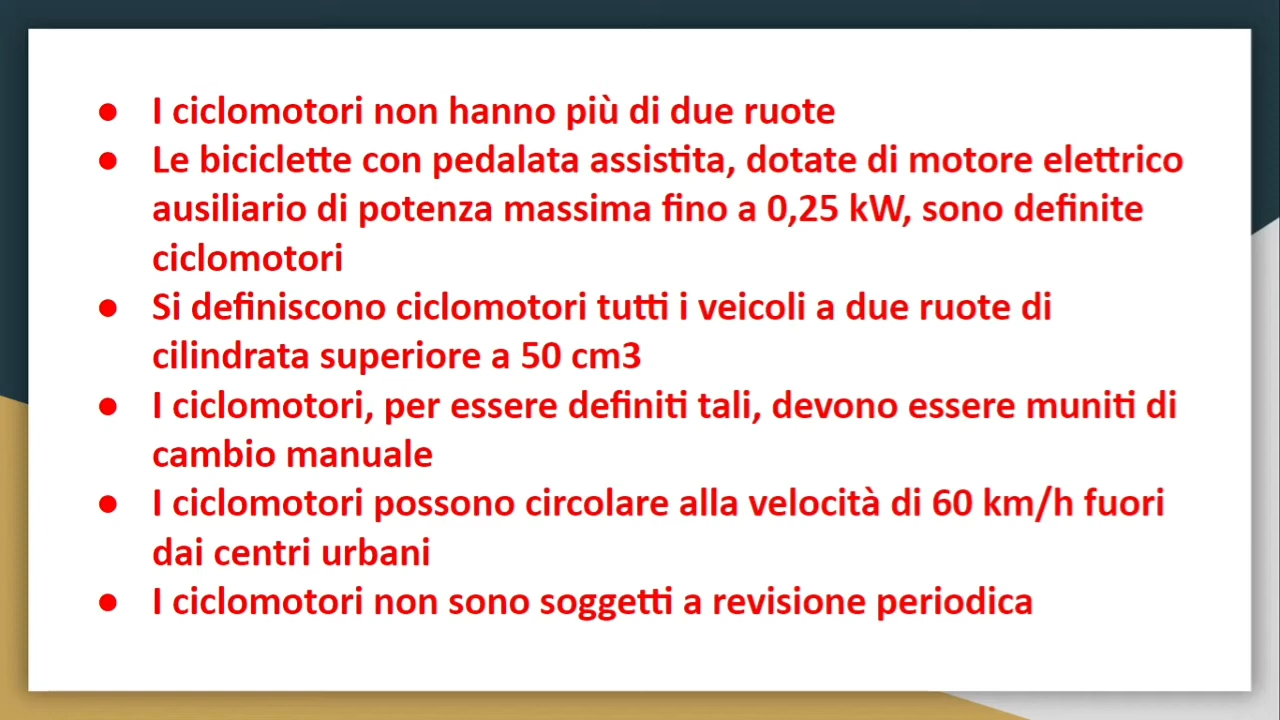 ● I ciclomotori non hanno più di due ruote
● Le biciclette con pedalata assistita, dotate di motore elettrico
ausiliario di potenza massima fino a 0,25 kW, sono definite
ciclomotori
● Si definiscono ciclomotori tutti i veicoli a due ruote di
cilindrata superiore a 50 cm3
● I ciclomotori, per essere definiti tali, devono essere muniti di
cambio manuale
● I ciclomotori possono circolare alla velocità di 60 km/h fuori
dai centri urbani
● I ciclomotori non sono soggetti a revisione periodica